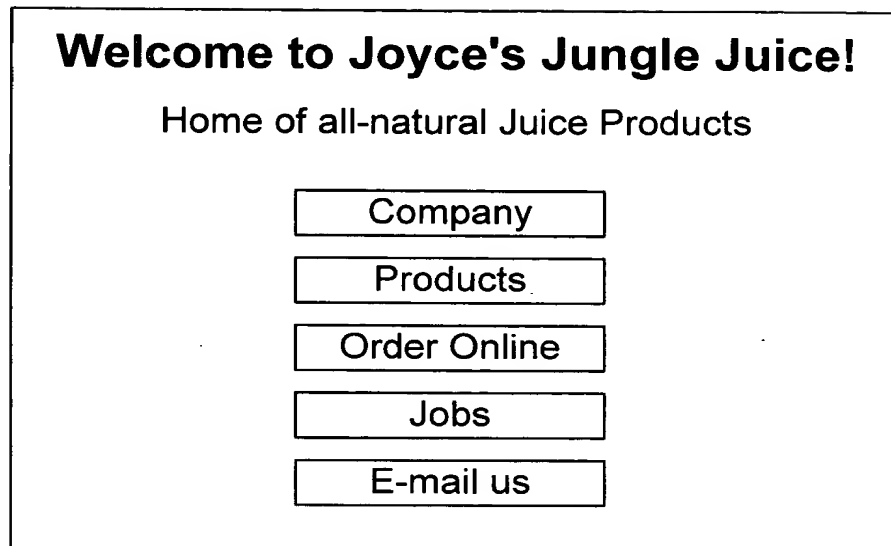 Welcome to Joyce's Jungle Juice!
Home of all-natural Juice Products
Company
Products
Order Online
Jobs
E-mail us